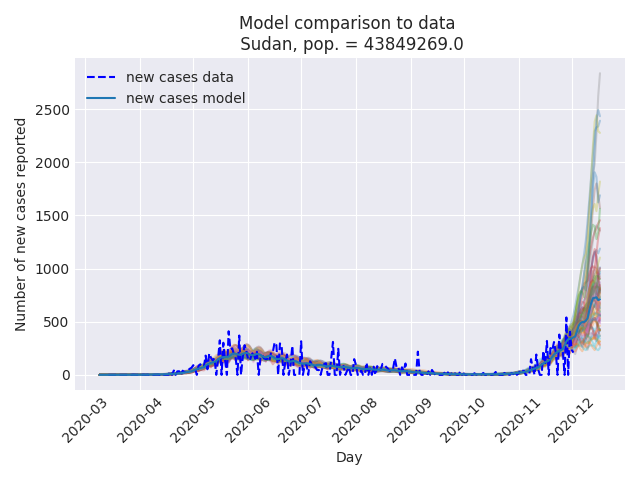 Model comparison to data
Sudan, pop. = 43849269.0
new cases data
new cases model
Number of new cases reported
2500
2000
1500
1000
500
0
2020-03
2020-04
2020-05
2020-06
2020-07
2020-08
2020-09
2020-10
2020-11
2020-12
Day